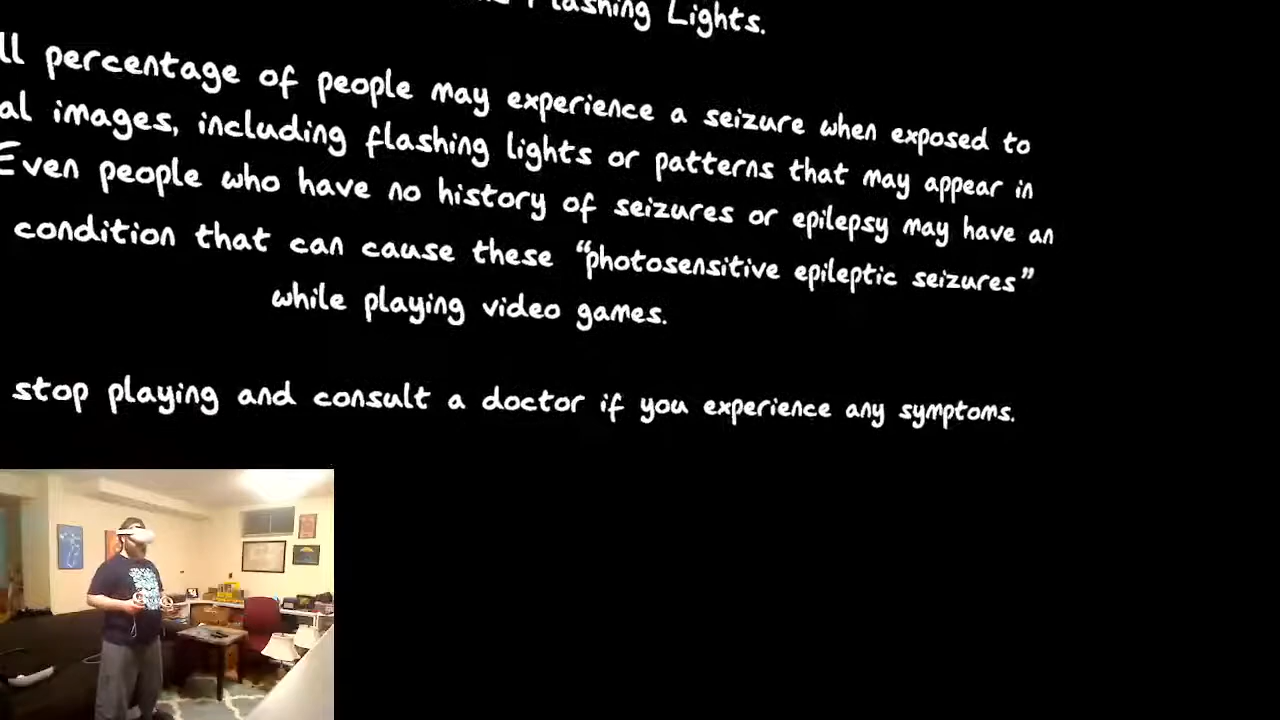 Flashing Lights.
ll percentage of people may experience a seizure when exposed to
al images, including flashing lights or patterns that may appear in
Even people who have no history of seizures or epilepsy may have an
condition that can cause these “photosensitive epileptic seizures”
while playing video games.
stop playing and consult a doctor if you experience any symptoms.